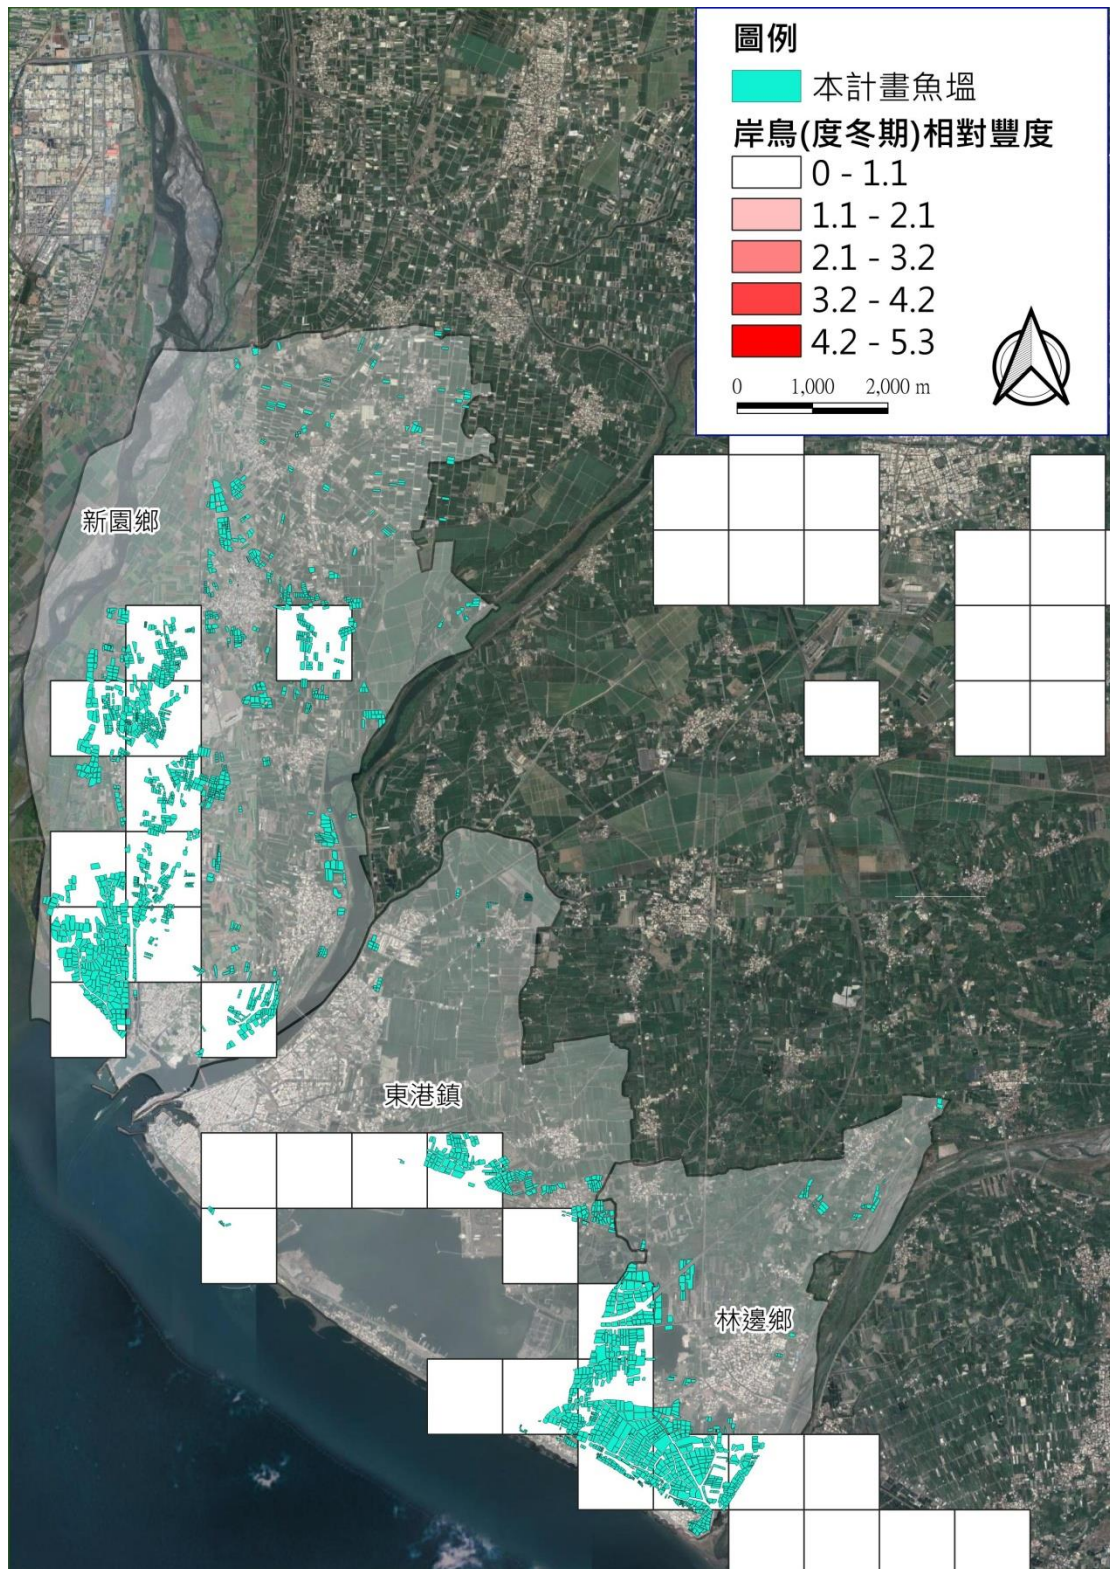 圖例
本計畫魚塭
岸鳥(度冬期)相對豐度
0 - 1.1
1.1 - 2.1
2.1 - 3.2
3.2 - 4.2
4.2 - 5.3
0 1,000 2,000 m
新園鄉
東港鎮
林邊鄉